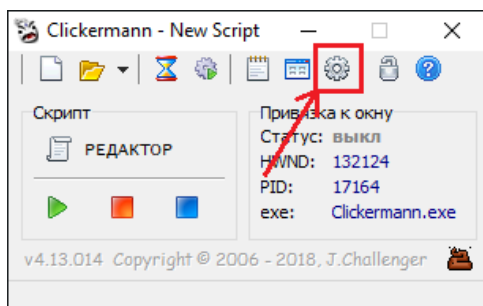 Clickermann - New Script
Скрипт
РЕДАКТОР
Привязка к окну
Статус: выкл
HWND: 132124
PID: 17164
exe: Clickermann.exe
v4.13.014 Copyright © 2006 - 2018, J.Challenger